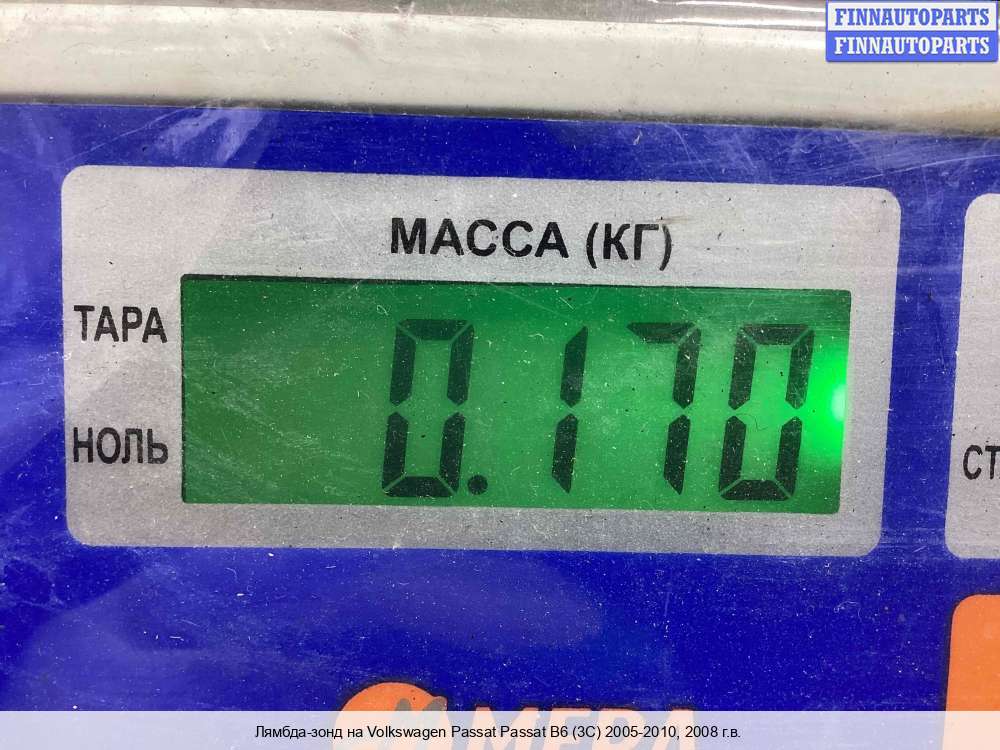 FINNAUTOPARTS
FINNAUTOPARTS
МАССА (КГ)
ТАРА
0.170
НОЛЬ
Лямбда-зонд на Volkswagen Passat Passat B6 (3C) 2005-2010, 2008 г.в.